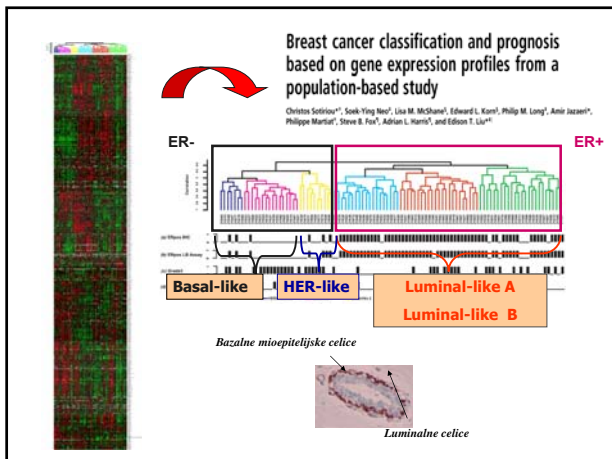 Breast cancer classification and prognosis
based on gene expression profiles from a
population-based study
Christos Sotiriou*†, Soek-Ying Neo‡, Lisa M. McShane§, Edward L. Korn§, Philip M. Long‡, Amir Jazaeri*,
Philippe Martiat†, Steve B. Fox¶, Adrian L. Harris¶, and Edison T. Liu*‡
ER-
ER+
Basal-like
HER-like
Luminal-like A
Luminal-like B
Bazalne mioepitelijske celice
Luminalne celice